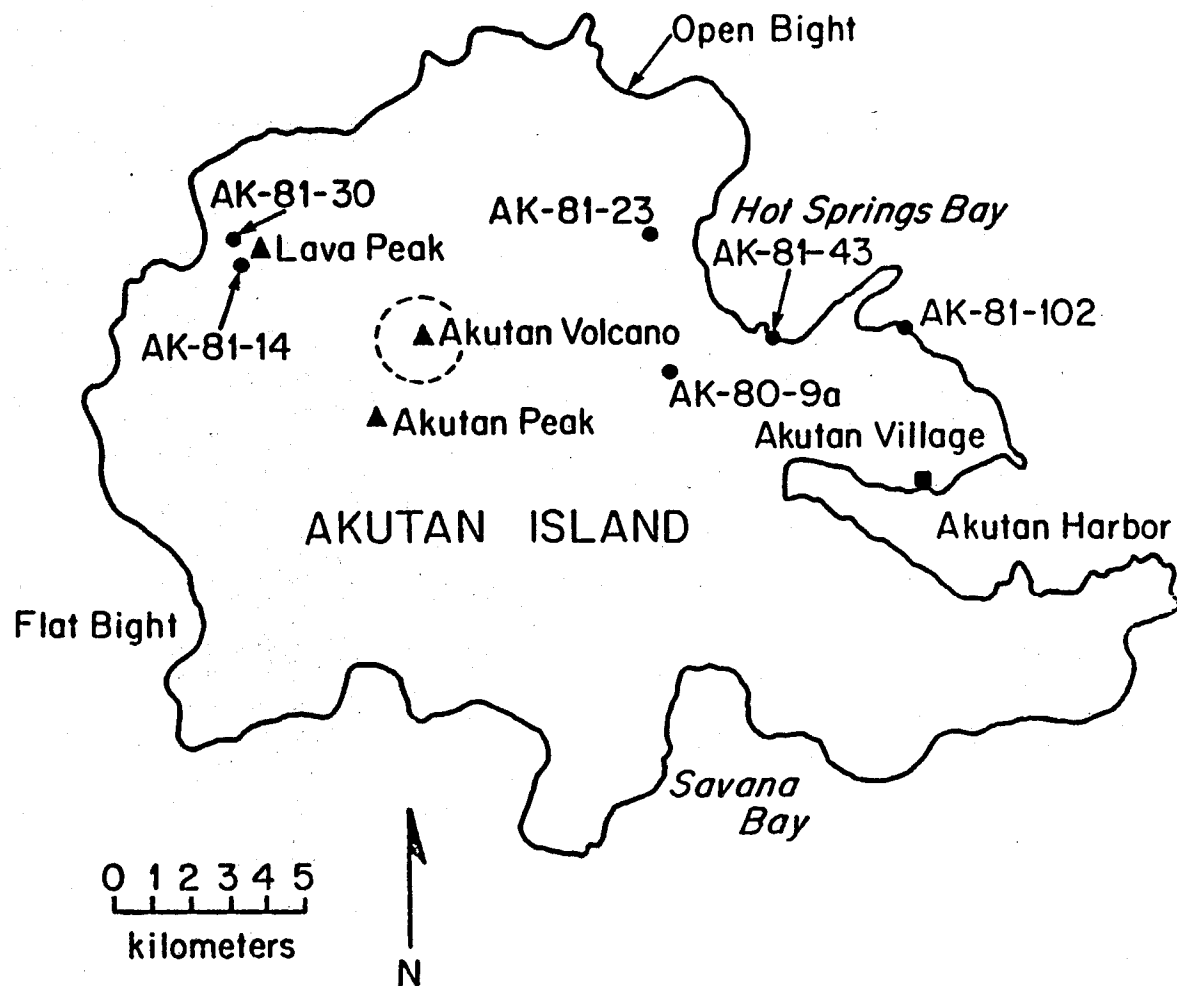 Open Bight
AK-81-30
AK-81-23
Hot Springs Bay
Lava Peak
AK-81-43
AK-81-14
Akutan Volcano
AK-81-102
AK-80-9a
Akutan Peak
Akutan Village
AKUTAN ISLAND
Akutan Harbor
Flat Bight
Savana
Bay
0 1 2 3 4 5
kilometers
N